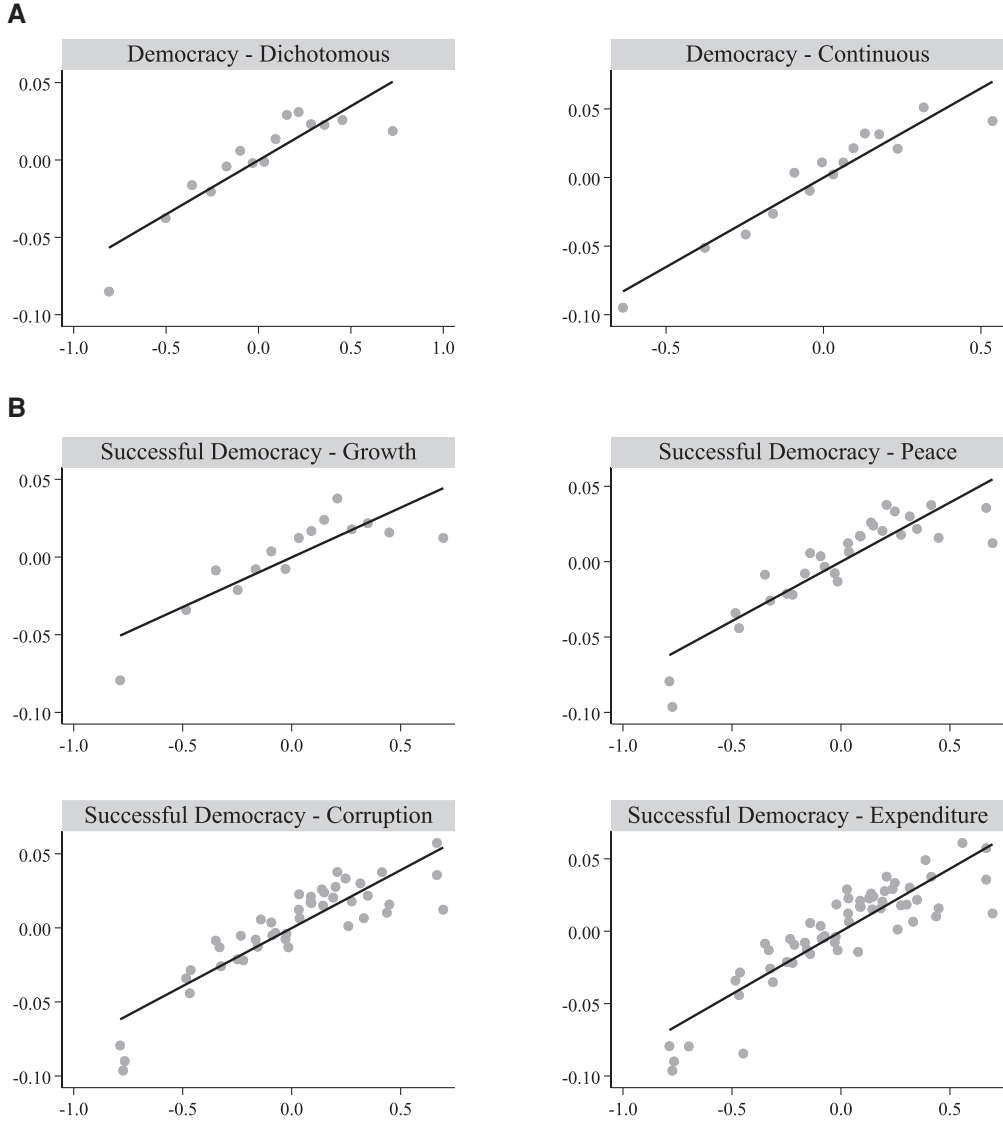 A
Democracy - Dichotomous
Democracy - Continuous
0.05
0.00
-0.05
-0.10
-1.0 -0.5 0.0 0.5 1.0
0.05
0.00
-0.05
-0.10
-0.5 0.0 0.5
B
Successful Democracy - Growth
Successful Democracy - Peace
0.05
0.00
-0.05
-0.10
-1.0 -0.5 0.0 0.5
0.05
0.00
-0.05
-0.10
-1.0 -0.5 0.0 0.5
Successful Democracy - Corruption
Successful Democracy - Expenditure
0.05
0.00
-0.05
-0.10
-1.0 -0.5 0.0 0.5
0.05
0.00
-0.05
-0.10
-1.0 -0.5 0.0 0.5